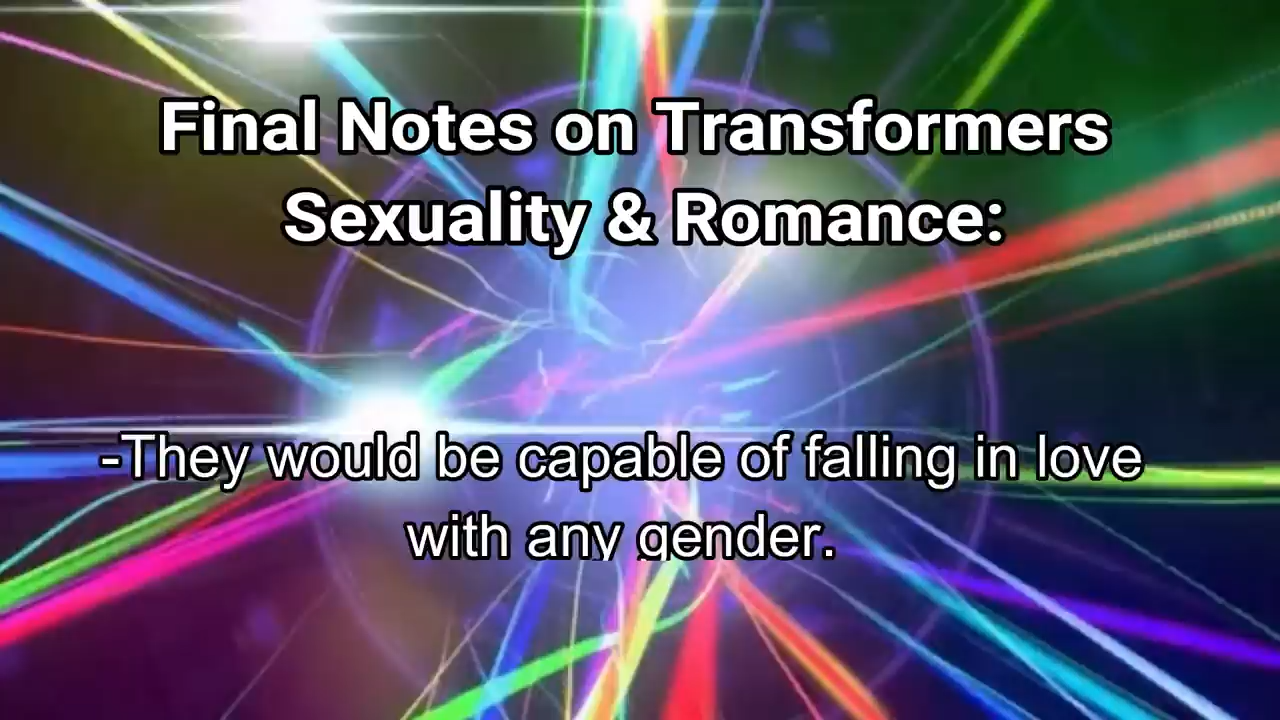 Final Notes on Transformers
Sexuality & Romance:
-They would be capable of falling in love
with any gender.